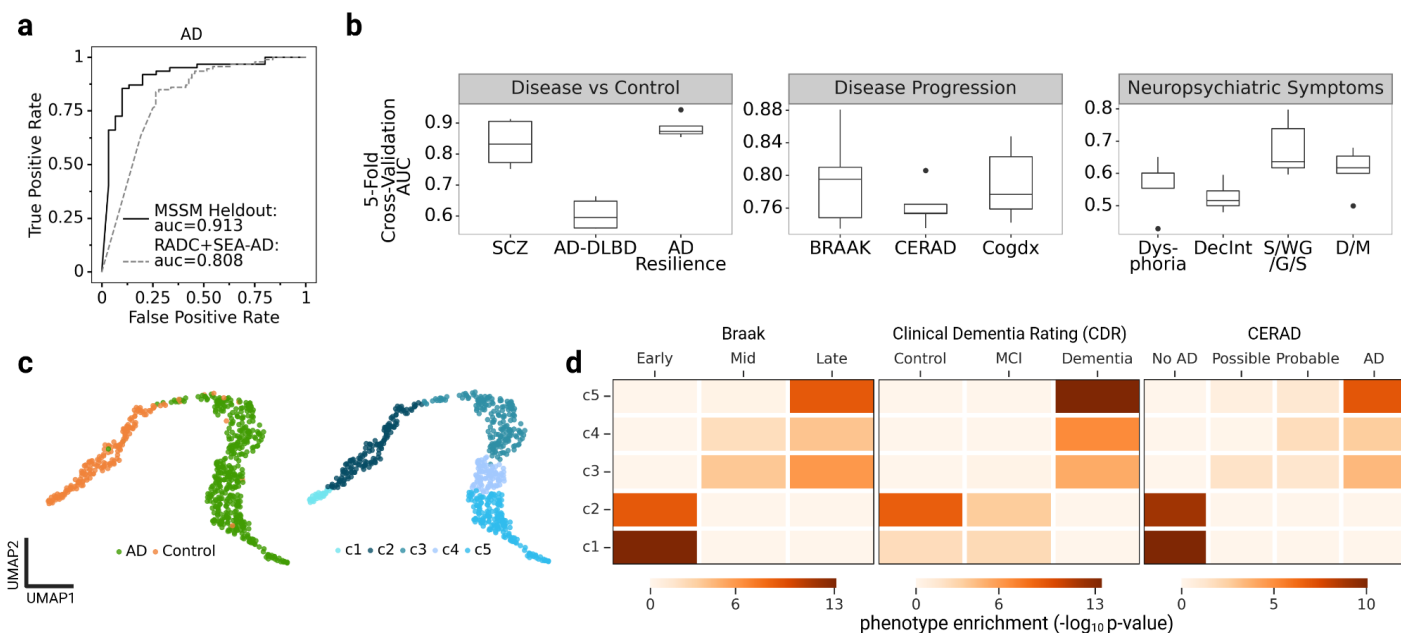 a
AD
1
0.75
0.50
0.25
0
True Positive Rate
MSSM Heldout:
auc=0.913
RADC+SEA-AD:
auc=0.808
0 0.25 0.50 0.75 1
False Positive Rate
b
5-Fold
Cross-Validation
AUC
Disease vs Control
0.9
0.8
0.7
0.6
SCZ AD-DLBD AD
Resilience
Disease Progression
0.88
0.84
0.80
0.76
BRAAK CERAD Cogdx
Neuropsychiatric Symptoms
0.8
0.7
0.6
0.5
Dys-
phoria
DecInt
S/WG
/G/S
D/M
c
UMAP2
UMAP1
AD Control
c1 c2 c3 c4 c5
d
Braak
Early Mid Late
Clinical Dementia Rating (CDR)
Control MCI Dementia
CERAD
No AD Possible Probable AD
c5
c4
c3
c2
c1
0 6 13
0 6 13
0 5 10
phenotype enrichment (-log₁₀ p-value)